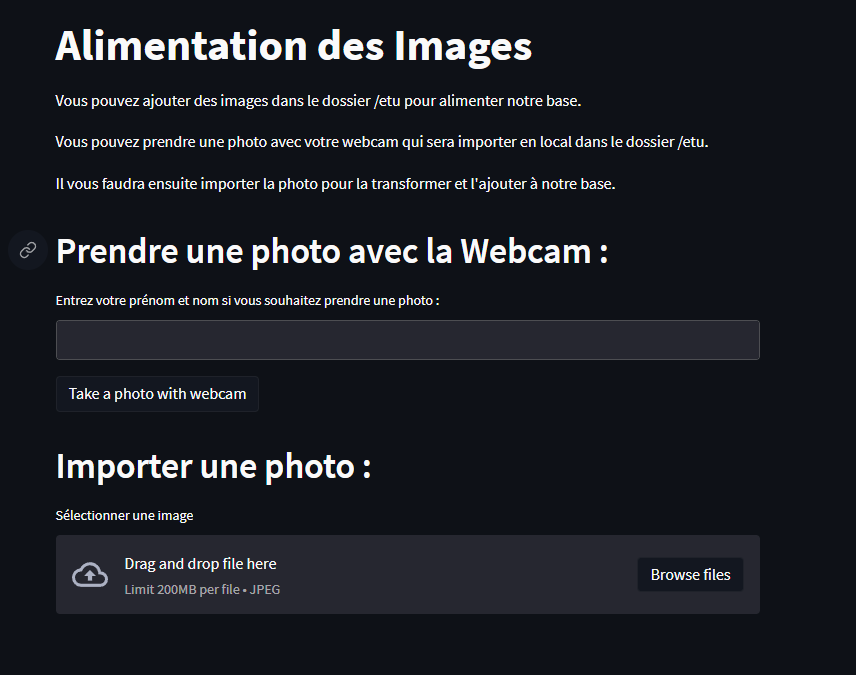 Alimentation des Images
Vous pouvez ajouter des images dans le dossier /etu pour alimenter notre base.
Vous pouvez prendre une photo avec votre webcam qui sera importer en local dans le dossier /etu.
Il vous faudra ensuite importer la photo pour la transformer et l'ajouter à notre base.
Prendre une photo avec la Webcam :
Entrez votre prénom et nom si vous souhaitez prendre une photo :
Take a photo with webcam
Importer une photo :
Sélectionner une image
Drag and drop file here
Limit 200MB per file • JPEG
Browse files